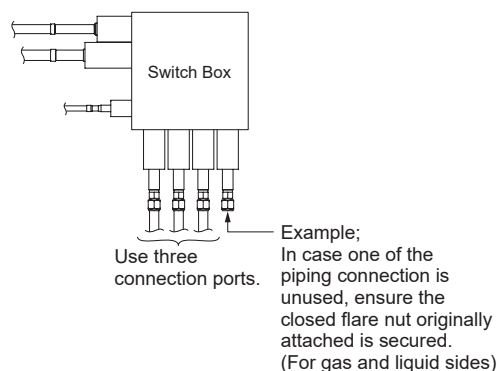 Switch Box
Use three
connection ports.
Example;
In case one of the
piping connection is
unused, ensure the
closed flare nut originally
attached is secured.
(For gas and liquid sides)